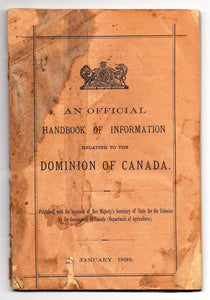 AN OFFICIAL
HANDBOOK OF INFORMATION
RELATING TO THE
DOMINION OF CANADA.
Published, with the approval of Her Majesty's Secretary of State for the Colonies
by the Government of Canada (Department of Agriculture).
JANUARY